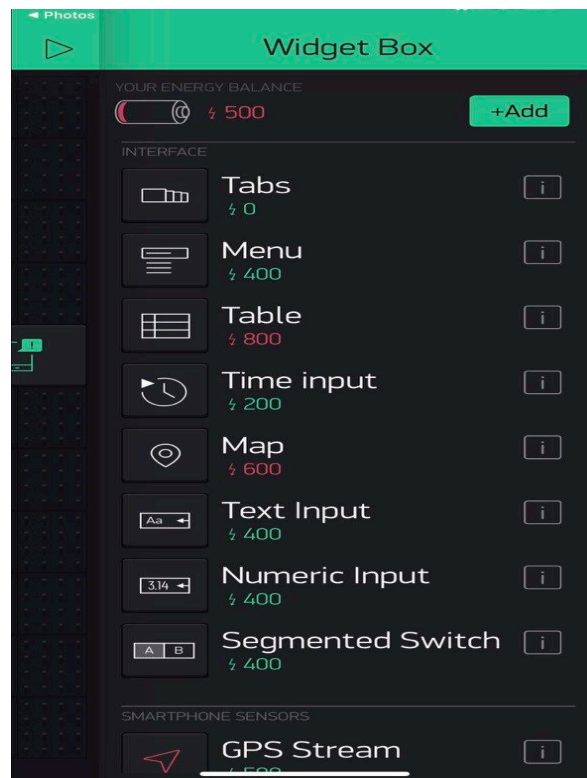 ◄ Photos
Widget Box
YOUR ENERGY BALANCE
500
+Add
INTERFACE
Tabs
0
Menu
400
Table
800
Time input
200
Map
600
Aa
Text Input
400
3.14
Numeric Input
400
A B
Segmented Switch
400
SMARTPHONE SENSORS
GPS Stream